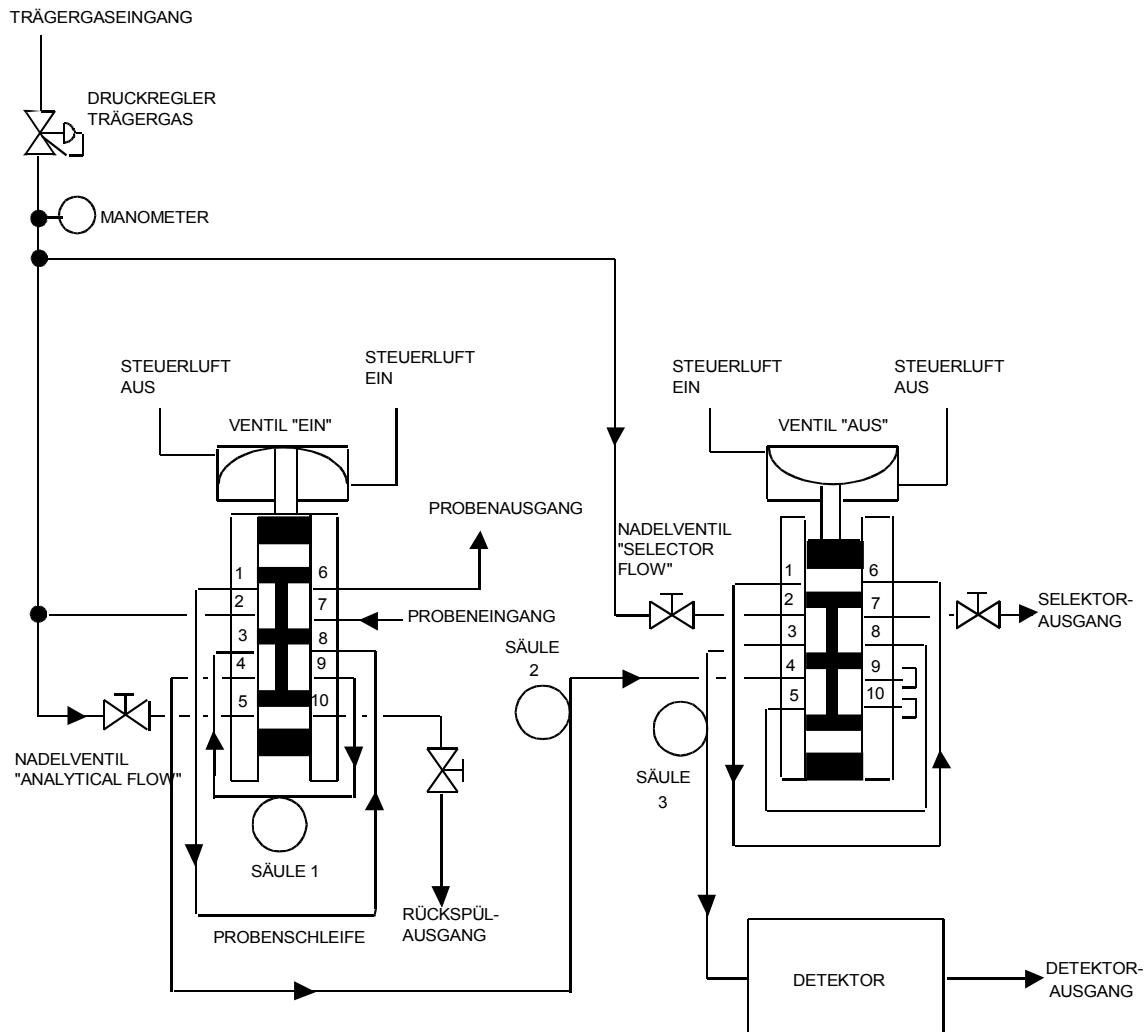 TRÄGERGASEINGANG
DRUCKREGLER
TRÄGERGAS
MANOMETER
STEUERLUFT
AUS
STEUERLUFT
EIN
VENTIL "EIN"
STEUERLUFT
EIN
STEUERLUFT
AUS
VENTIL "AUS"
PROBENAUSGANG
PROBENEINGANG
1
2
3
4
5
6
7
8
9
10
NADELVENTIL
"ANALYTICAL FLOW"
SÄULE 1
PROBENSCHLEIFE
RÜCKSPÜL-
AUSGANG
SÄULE
2
NADELVENTIL
"SELECTOR
FLOW"
1
2
3
4
5
6
7
8
9
10
SELEKTOR-
AUSGANG
SÄULE
3
DETEKTOR
DETEKTOR-
AUSGANG